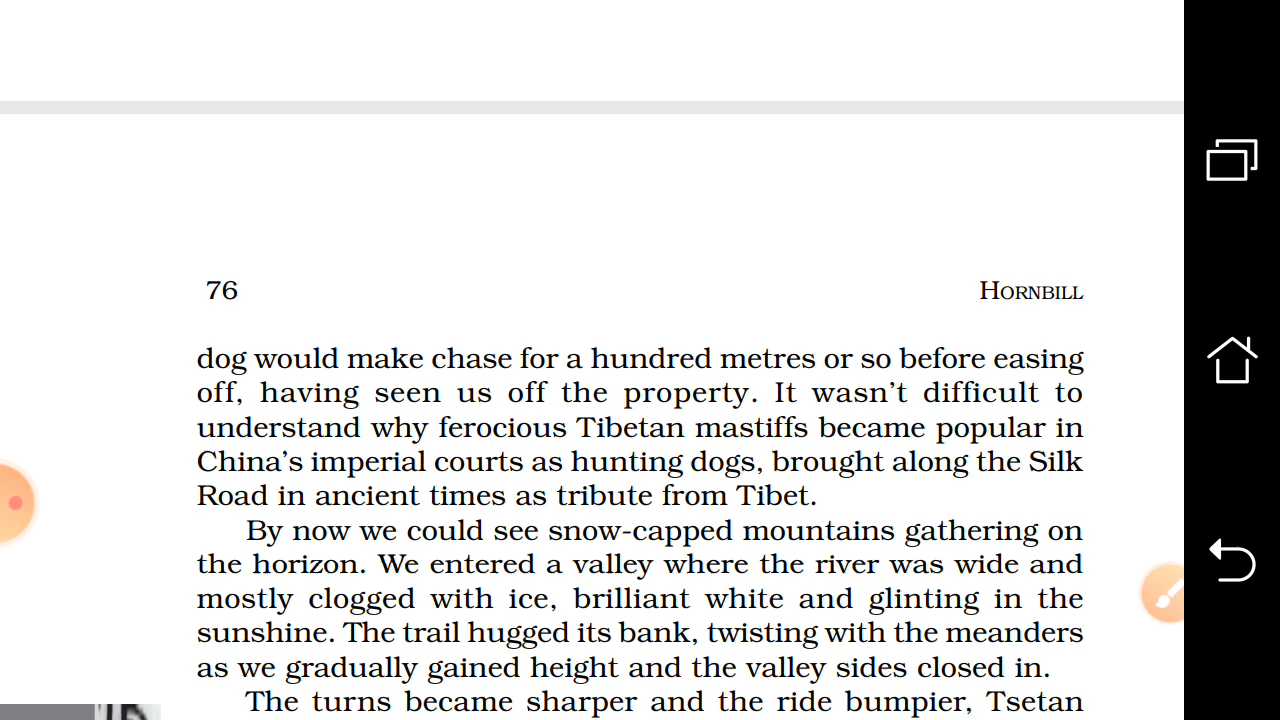 76 HORNBILL
dog would make chase for a hundred metres or so before easing
off, having seen us off the property. It wasn’t difficult to
understand why ferocious Tibetan mastiffs became popular in
China’s imperial courts as hunting dogs, brought along the Silk
Road in ancient times as tribute from Tibet.
By now we could see snow-capped mountains gathering on
the horizon. We entered a valley where the river was wide and
mostly clogged with ice, brilliant white and glinting in the
sunshine. The trail hugged its bank, twisting with the meanders
as we gradually gained height and the valley sides closed in.
The turns became sharper and the ride bumpier, Tsetan